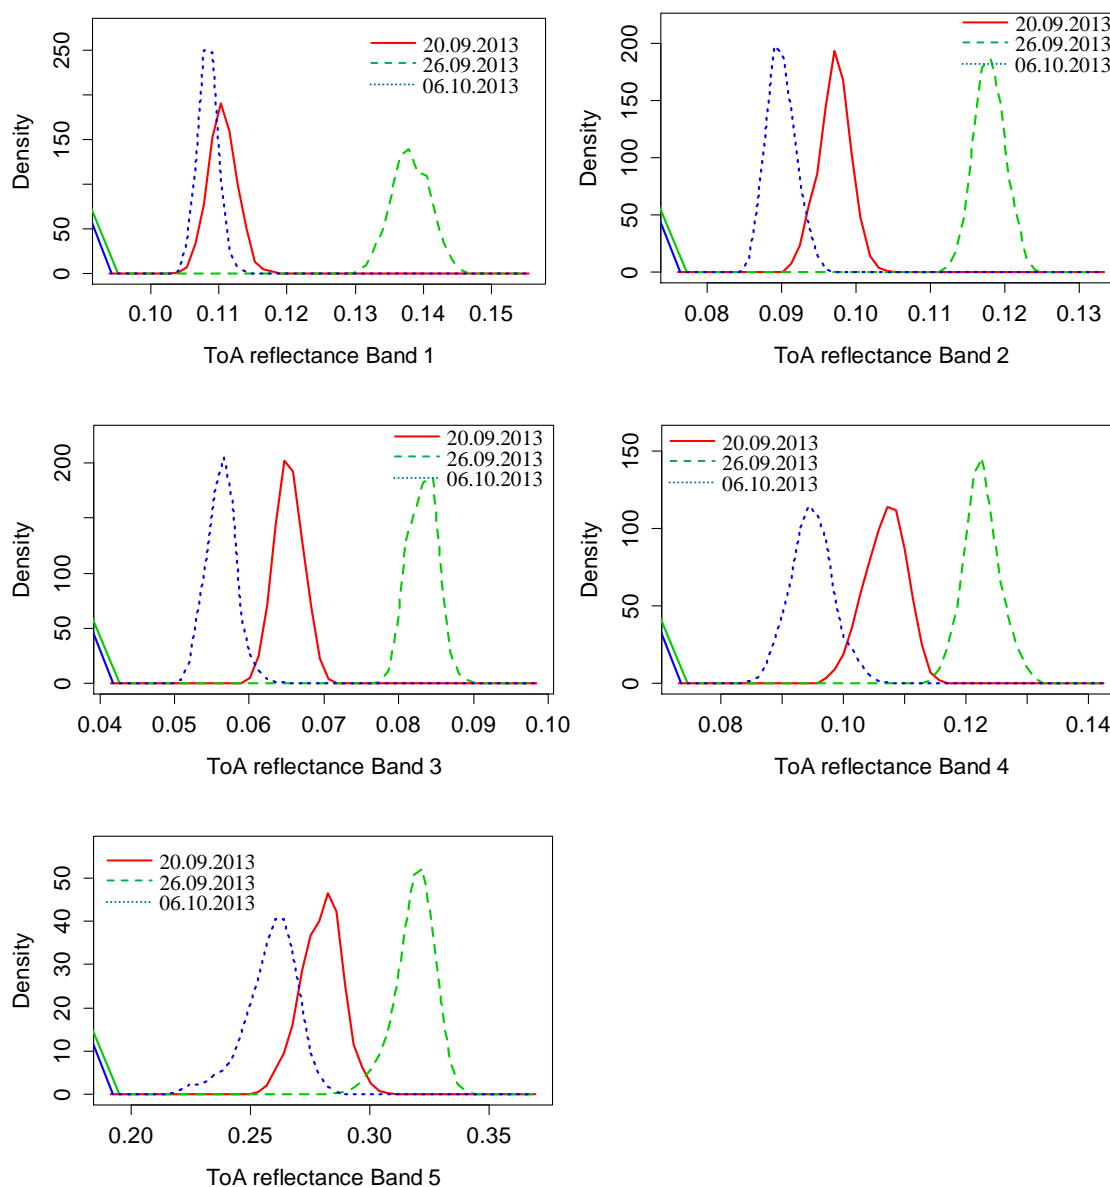 20.09.2013
26.09.2013
06.10.2013
Density
0 50 150 250
0.10 0.11 0.12 0.13 0.14 0.15
ToA reflectance Band 1
20.09.2013
26.09.2013
06.10.2013
Density
0 50 100 150 200
0.08 0.09 0.10 0.11 0.12 0.13
ToA reflectance Band 2
20.09.2013
26.09.2013
06.10.2013
Density
0 50 100 200
0.04 0.05 0.06 0.07 0.08 0.09 0.10
ToA reflectance Band 3
20.09.2013
26.09.2013
06.10.2013
Density
0 50 100 150
0.08 0.10 0.12 0.14
ToA reflectance Band 4
20.09.2013
26.09.2013
06.10.2013
Density
0 10 20 30 40 50
0.20 0.25 0.30 0.35
ToA reflectance Band 5